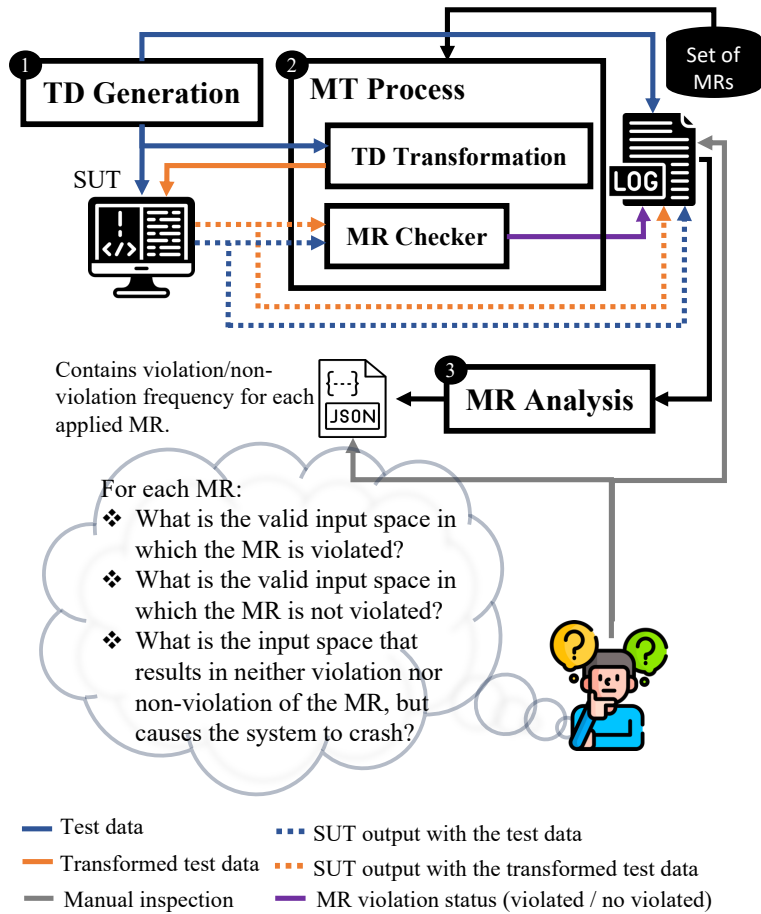 1
TD Generation
2
MT Process
Set of
MRs
TD Transformation
SUT
LOG
MR Checker
!
</>
Contains violation/non-
violation frequency for each
applied MR.
{---}
JSON
3
MR Analysis
For each MR:
❖ What is the valid input space in
which the MR is violated?
❖ What is the valid input space in
which the MR is not violated?
❖ What is the input space that
results in neither violation nor
non-violation of the MR, but
causes the system to crash?
? ?
Test data
SUT output with the test data
Transformed test data
SUT output with the transformed test data
Manual inspection
MR violation status (violated / no violated)